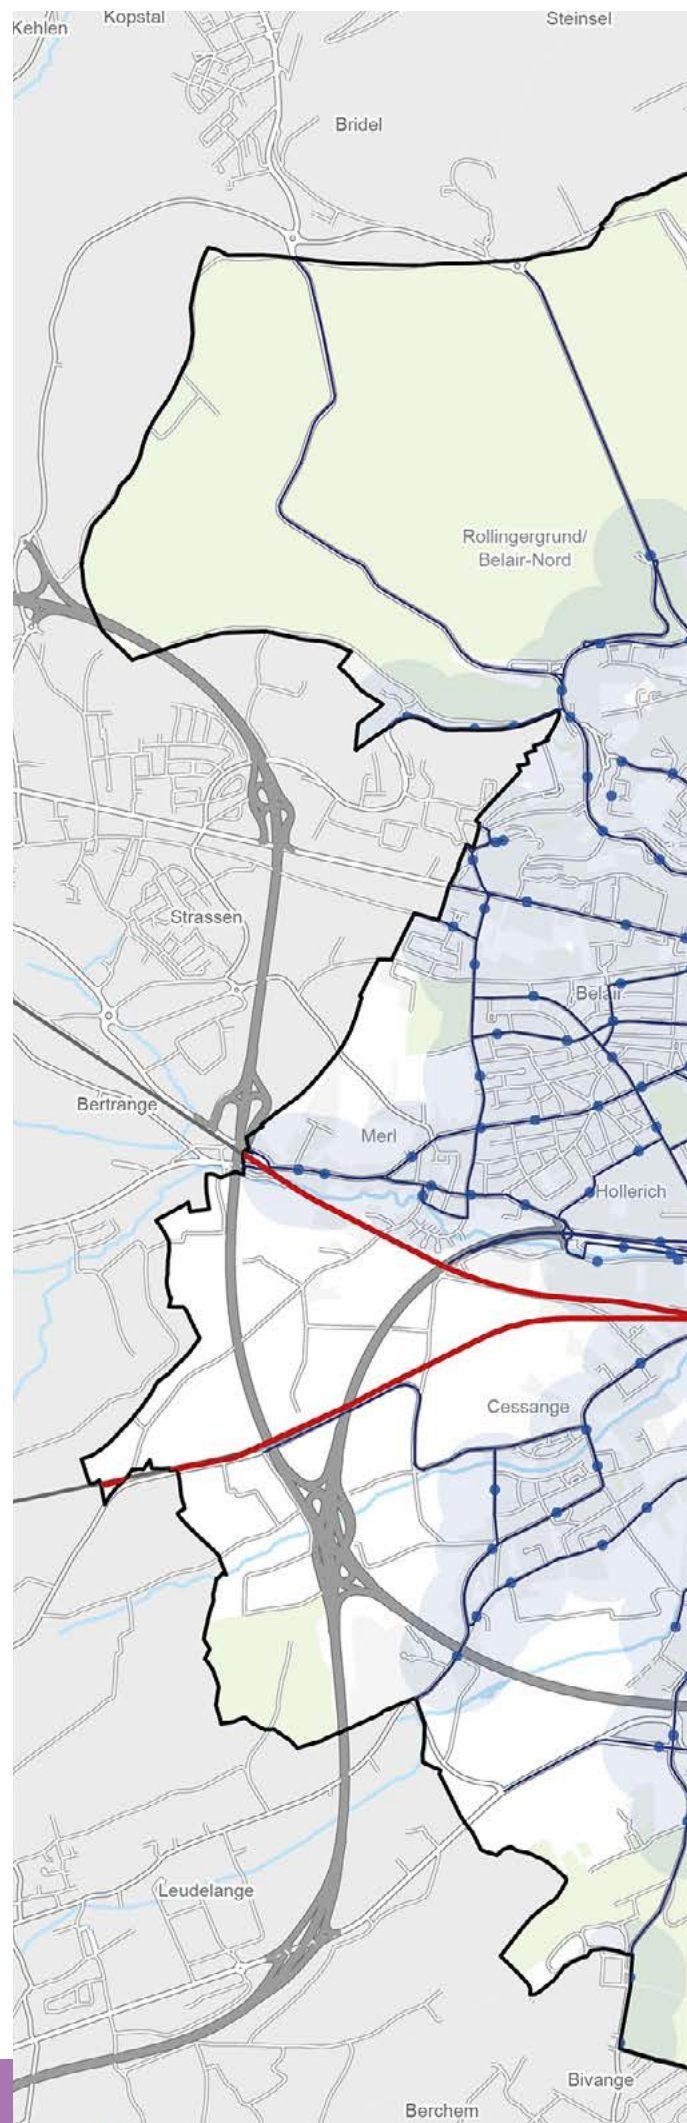 Kopstal
Steinsel
Kehlen
Bridel
Rollingergrund/
Belair-Nord
Strassen
Belair
Bertrange
Merl
Hollerich
Cessange
Leudelange
Bivange
Berchem